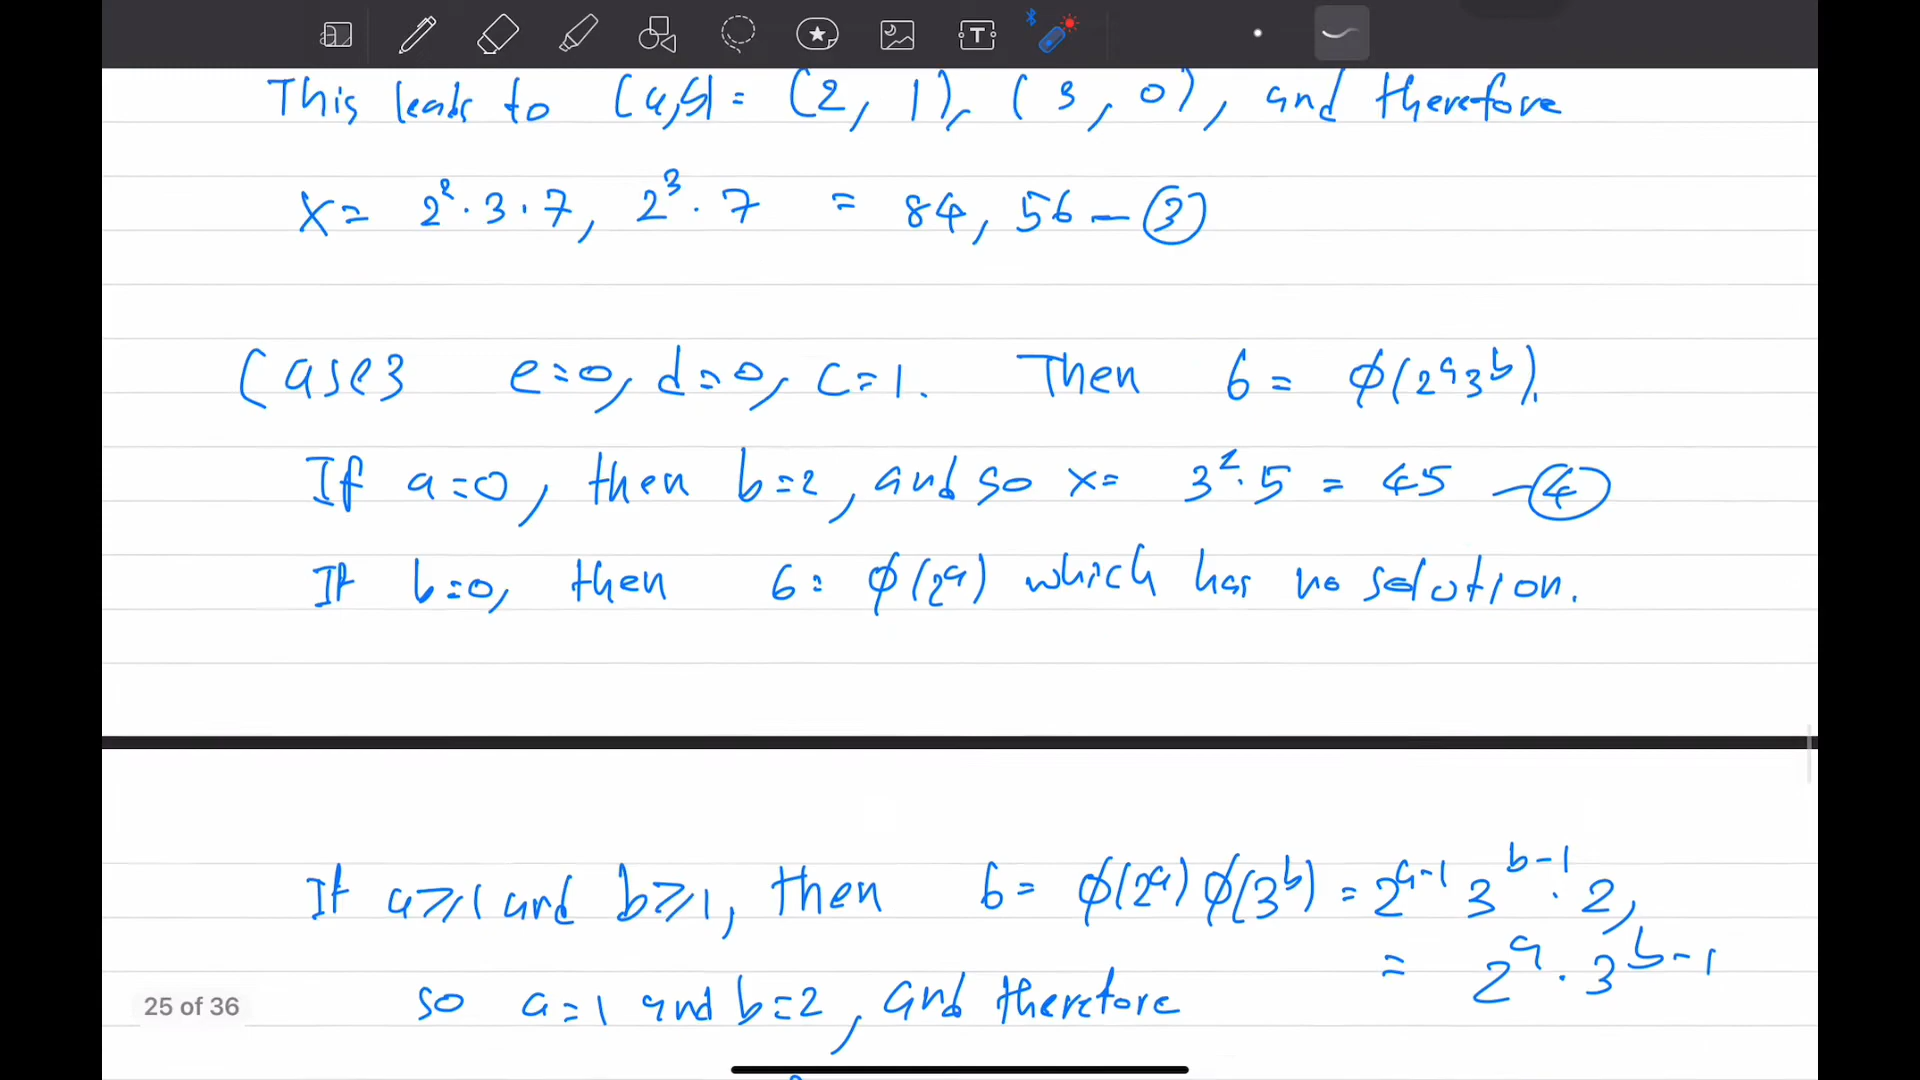 This leads to (a,b) = (2, 1), (3, 0), and therefore
x = 2²·3·7, 2³·7 = 84, 56 — ③
Case3 e=0, d=0, c=1. Then 6 = ϕ(2ᵃ3ᵇ).
If a=0, then b=2, and so x= 3²·5 = 45 — ④
If b=0, then 6= ϕ(2ᵃ) which has no solution.
If a⩾1 and b⩾1, then 6= ϕ(2ᵃ)ϕ(3ᵇ) = 2ᵃ⁻¹3ᵇ⁻¹·2,
= 2ᵃ·3ᵇ⁻¹
25 of 36
so a=1 and b=2, and therefore